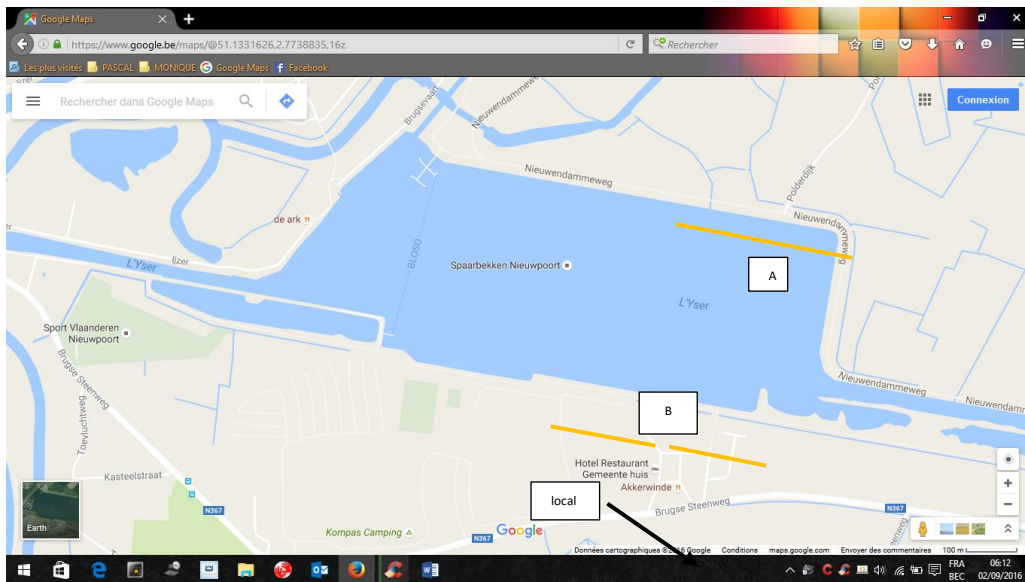 Google Maps
https://www.google.be/maps/@51.1331626,2.7738835,16z
Rechercher
Les plus visités PASCAL MONIQUE Google Maps Facebook
Rechercher dans Google Maps
Connexion
Brugsevaart
Nieuwendammeweg
Nieuwendammeweg
Polderdijk
Nieuwendammeweg
de ark
BLOSO
L'Yser
Ijzer
Spaarbekken Nieuwpoort
A
L'Yser
Sport Vlaanderen
Nieuwpoort
Brugse Steenweg
Toevluchtweg
Nieuwendammeweg
Nieuwendamm
B
Kasteelstraat
Hotel Restaurant
Gemeente huis
Akkerwinde
local
Brugse Steenweg
N367
N367
N367
Earth
Kompas Camping
Google
Données cartographiques ©2016 Google Conditions maps.google.com Envoyer des commentaires 100 m
FRA 06:12
BEC 02/09/2016